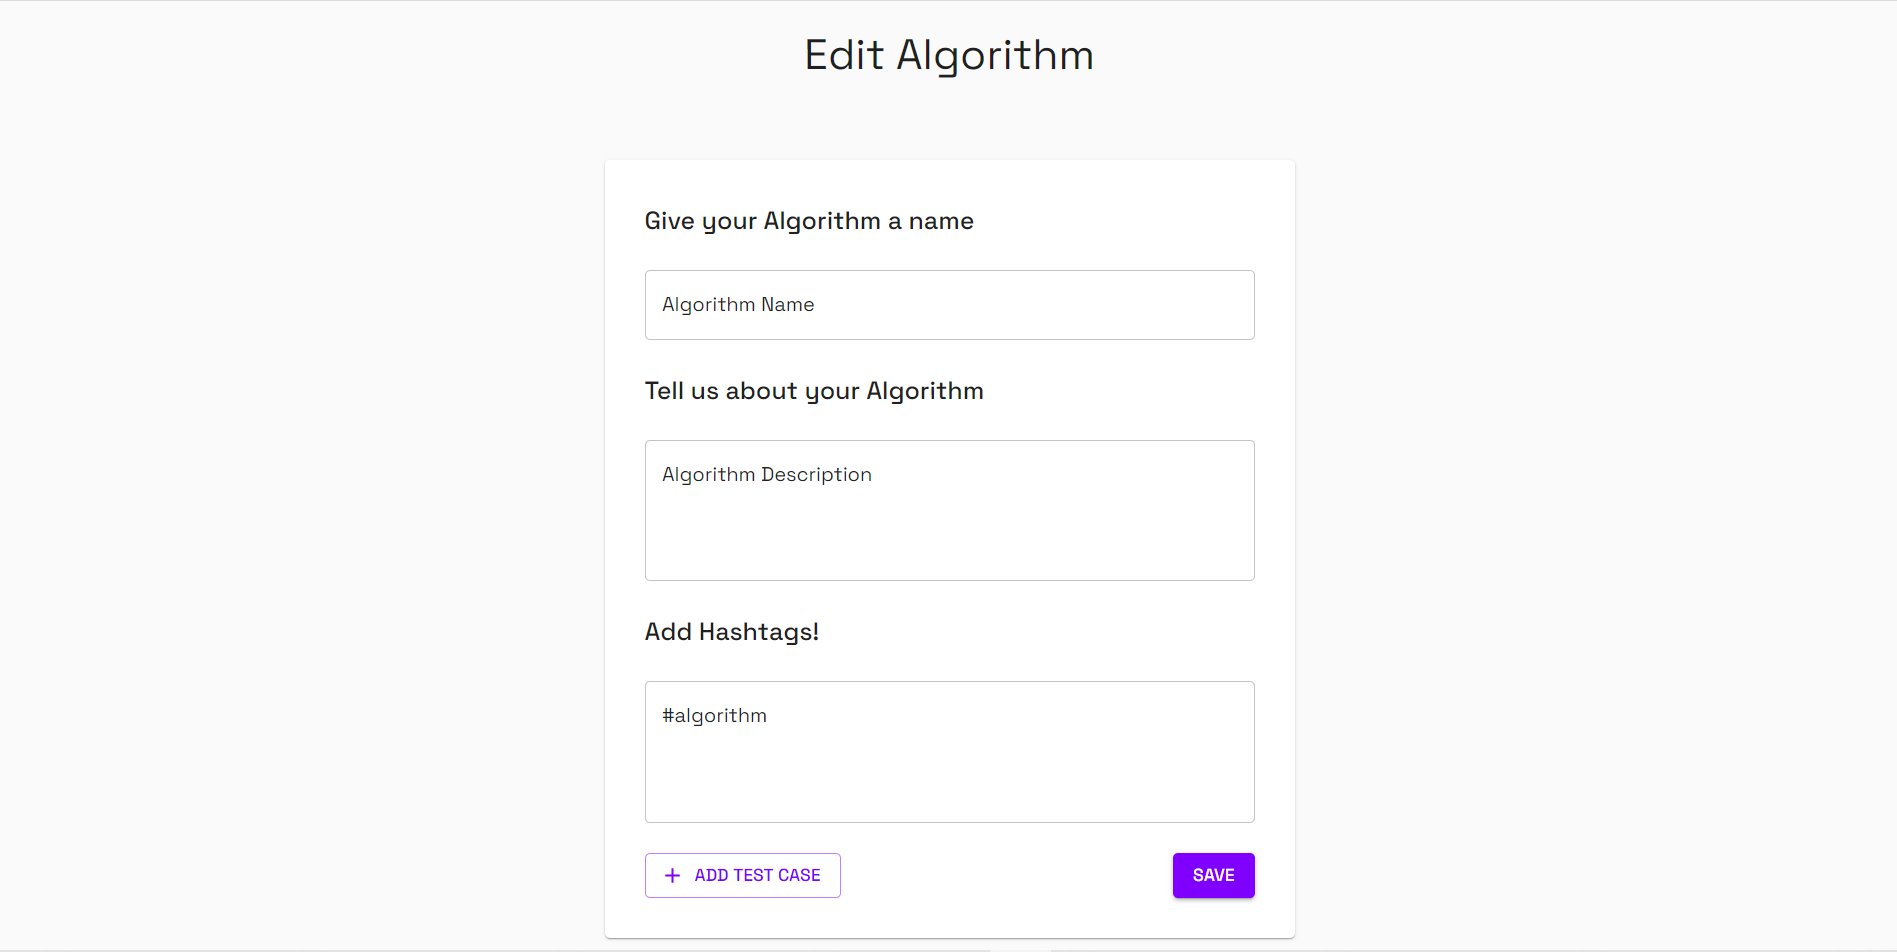 Edit Algorithm
Give your Algorithm a name
Algorithm Name
Tell us about your Algorithm
Algorithm Description
Add Hashtags!
#algorithm
ADD TEST CASE
SAVE